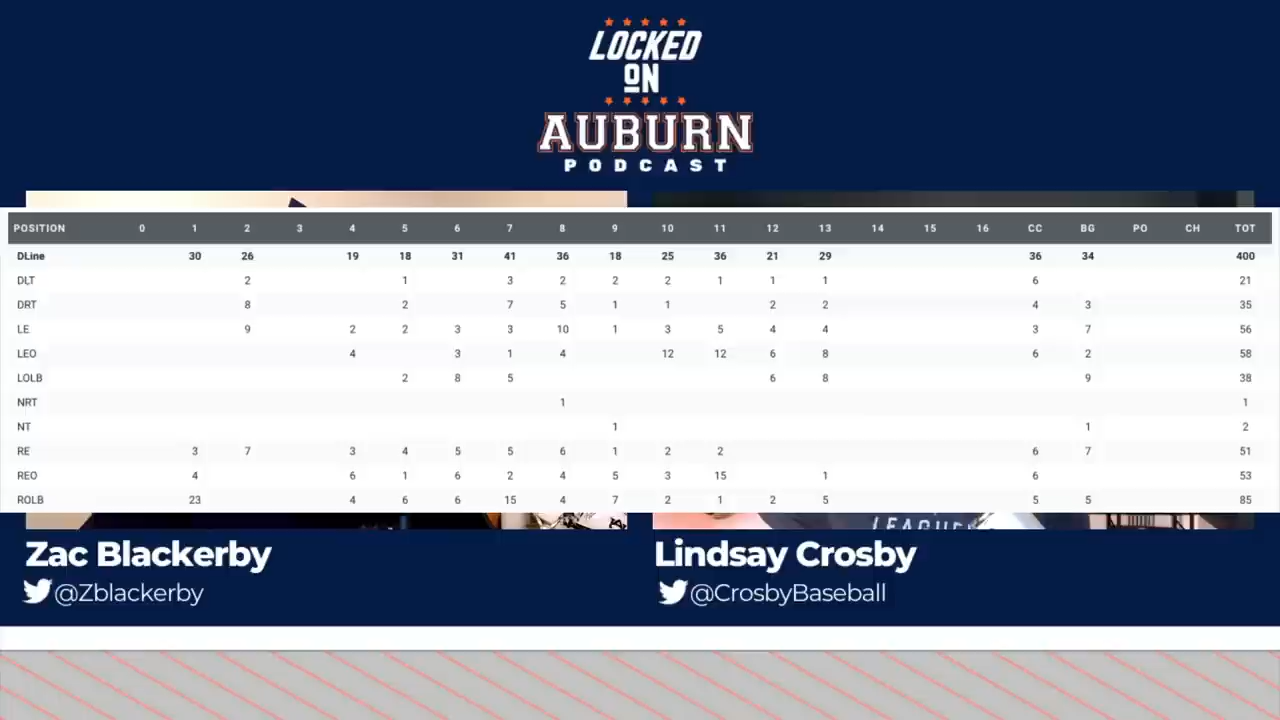 LOCKED
ON
AUBURN
PODCAST
POSITION 0 1 2 3 4 5 6 7 8 9 10 11 12 13 14 15 16 CC BG PO CH TOT
DLine 30 26 19 18 31 41 36 18 25 36 21 29 36 34 400
DLT 2 1 3 2 2 2 1 1 1 6 21
DRT 8 2 7 5 1 1 2 2 4 3 35
LE 9 2 2 3 3 10 1 3 5 4 4 3 7 56
LEO 4 3 1 4 12 12 6 8 6 2 58
LOLB 2 8 5 6 8 9 38
NRT 1 1
NT 1 1 2
RE 3 7 3 4 5 5 6 1 2 2 6 7 51
REO 4 6 1 6 2 4 5 3 15 1 6 53
ROLB 23 4 6 6 15 4 7 2 1 2 5 5 5 85
LEAGUE
Zac Blackerby
Lindsay Crosby
@Zblackerby
@CrosbyBaseball